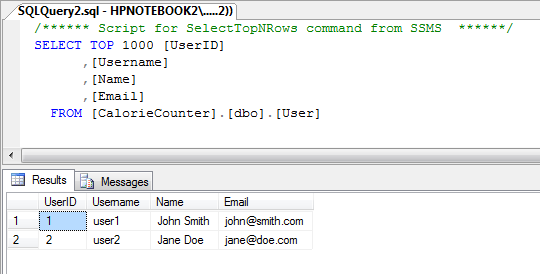 SQLQuery2.sql - HPNOTEBOOK2\.....2))
/****** Script for SelectTopNRows command from SSMS ******/
SELECT TOP 1000 [UserID]
,[Username]
,[Name]
,[Email]
FROM [CalorieCounter].[dbo].[User]
Results Messages
UserID Username Name Email
1 1 user1 John Smith john@smith.com
2 2 user2 Jane Doe jane@doe.com